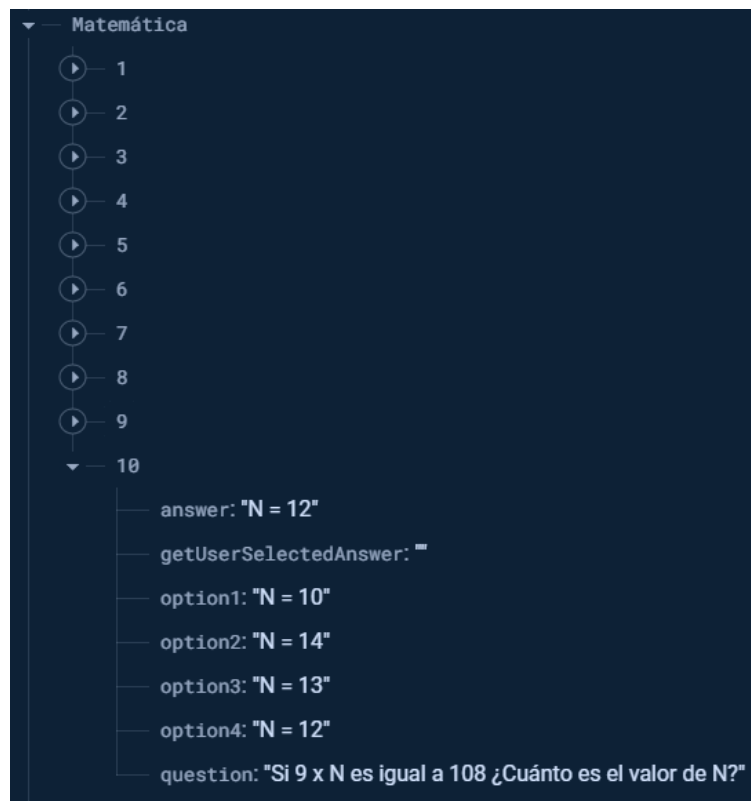 Matemática
1
2
3
4
5
6
7
8
9
10
answer: "N = 12"
getUserSelectedAnswer: ""
option1: "N = 10"
option2: "N = 14"
option3: "N = 13"
option4: "N = 12"
question: "Si 9 x N es igual a 108 ¿Cuánto es el valor de N?"